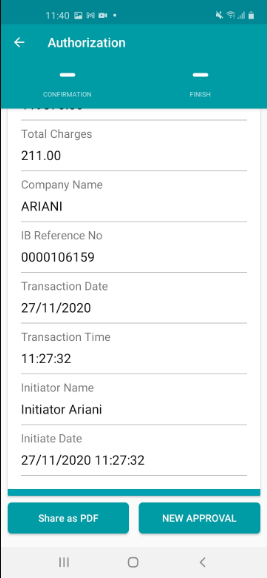 11:40
Authorization
CONFIRMATION
FINISH
Total Charges
211.00
Company Name
ARIANI
IB Reference No
0000106159
Transaction Date
27/11/2020
Transaction Time
11:27:32
Initiator Name
Initiator Ariani
Initiate Date
27/11/2020 11:27:32
Share as PDF
NEW APPROVAL